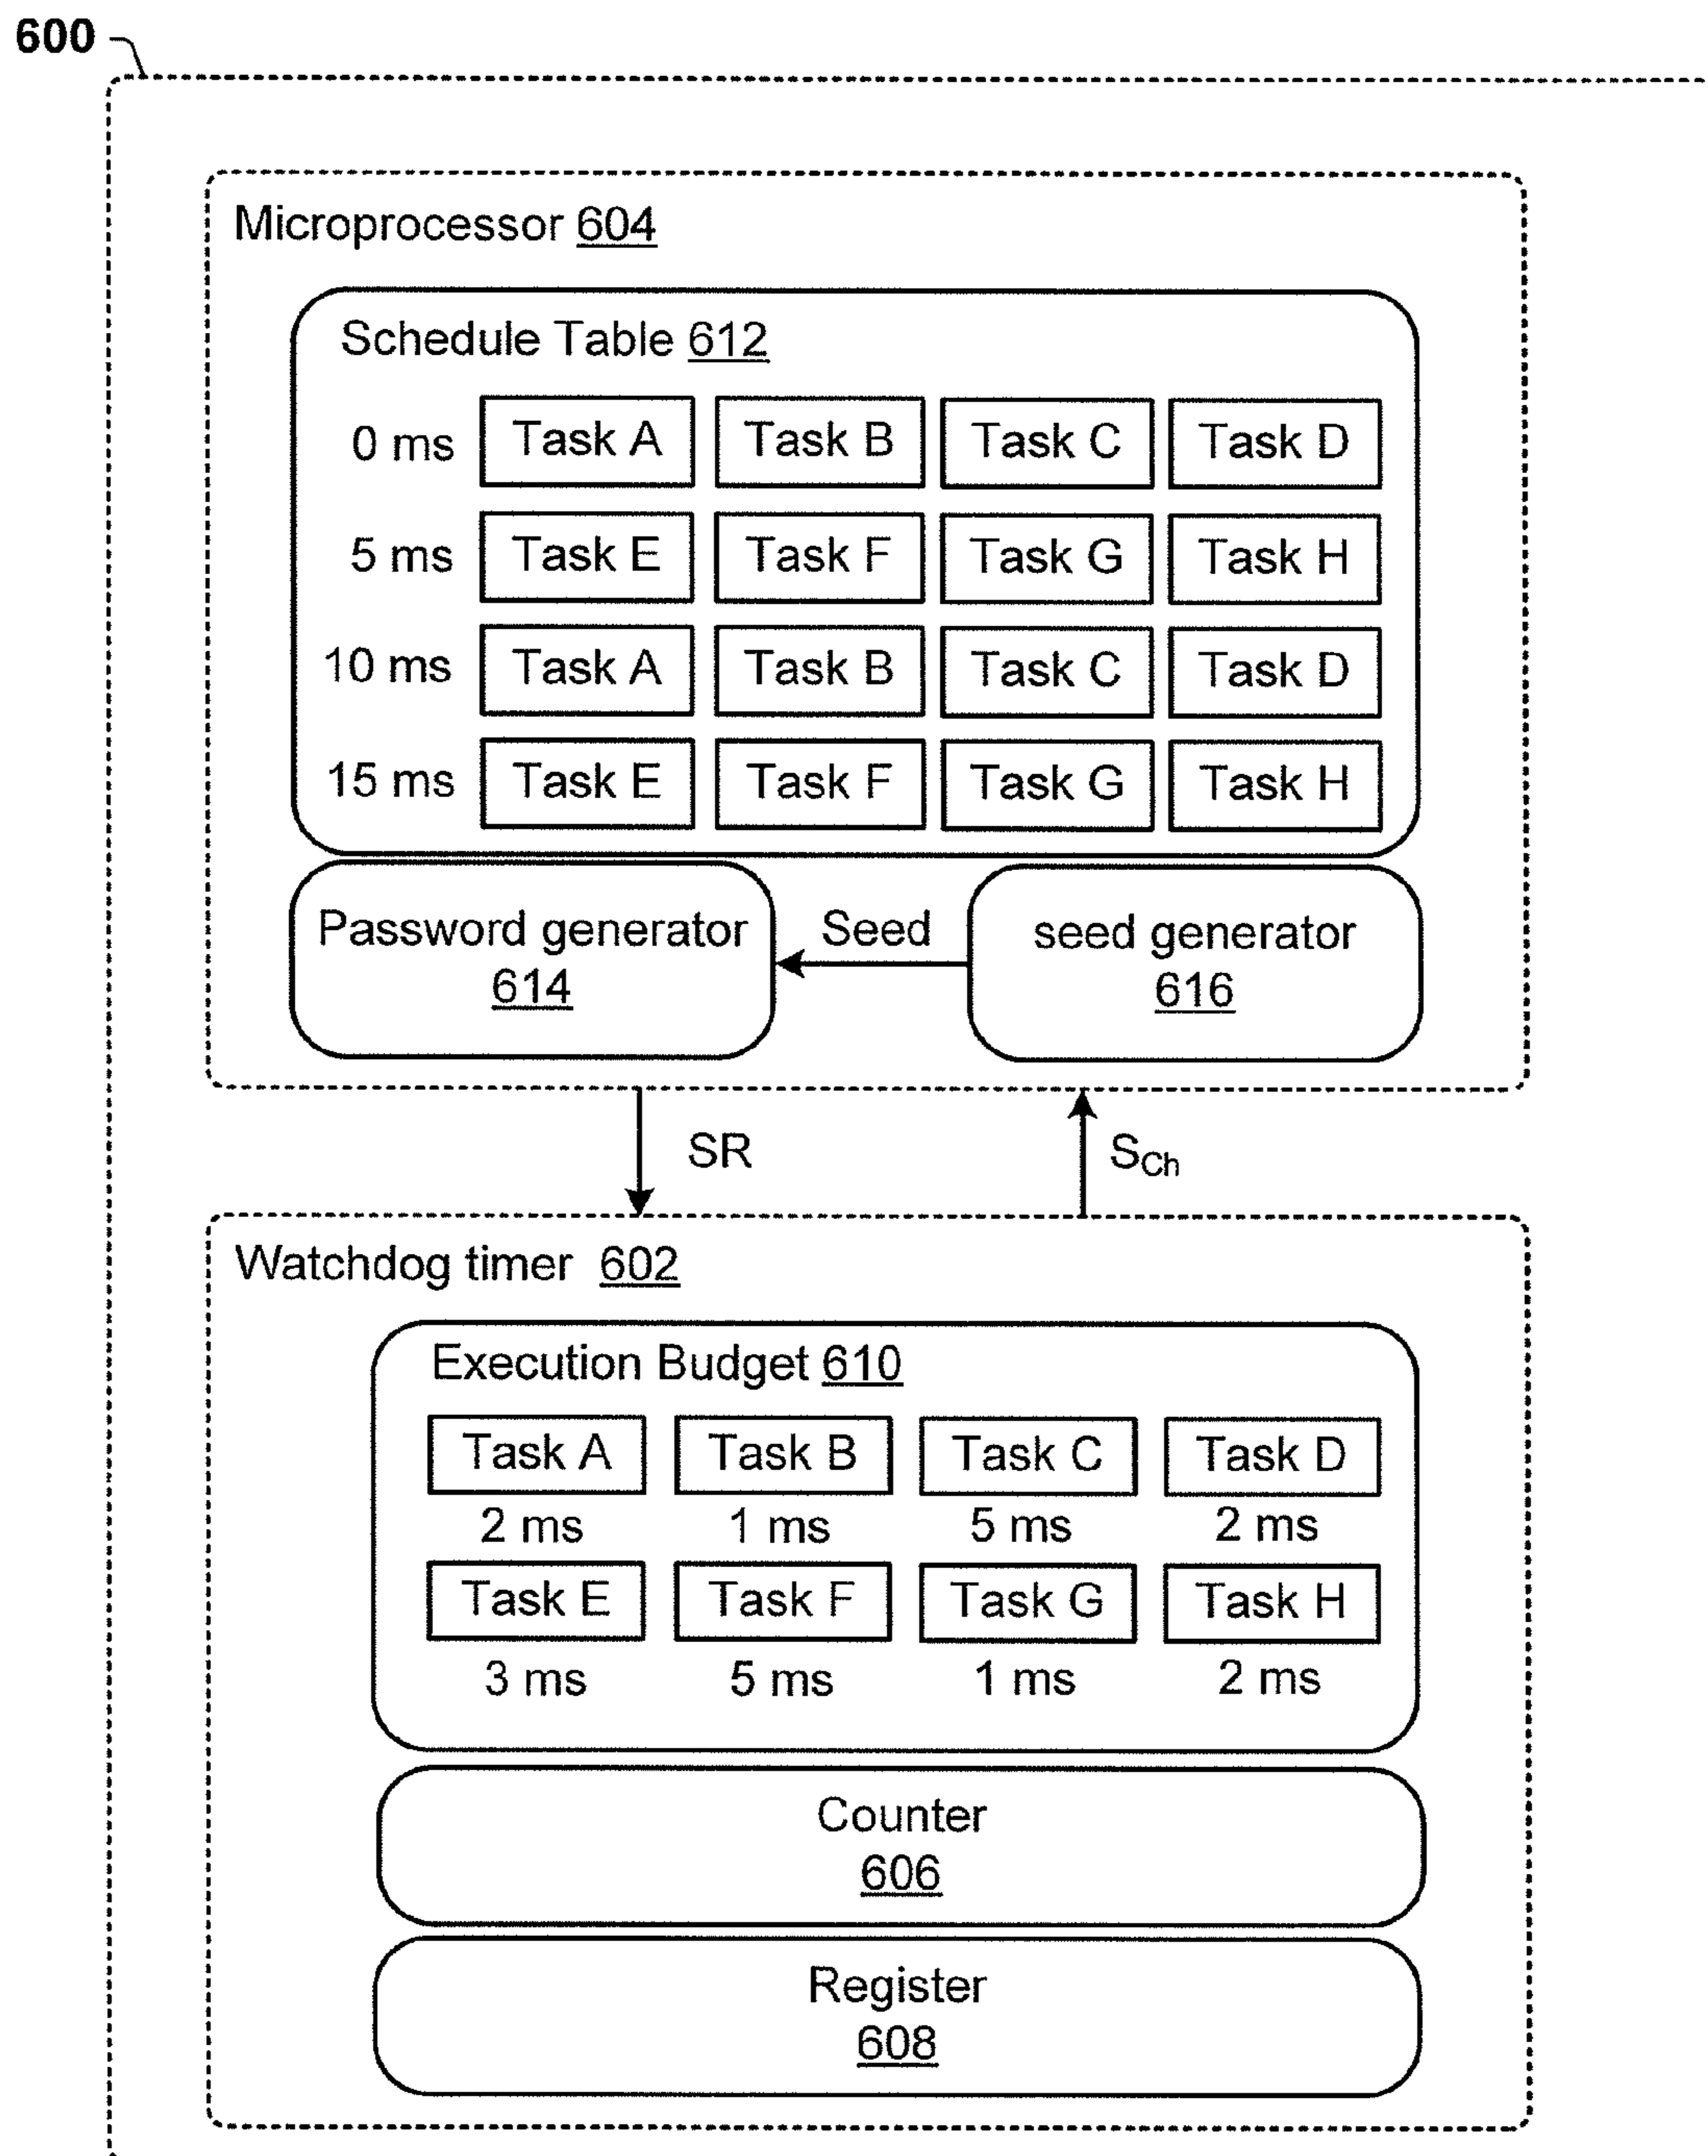 600
Microprocessor 604
Schedule Table 612
0 ms Task A Task B Task C Task D
5 ms Task E Task F Task G Task H
10 ms Task A Task B Task C Task D
15 ms Task E Task F Task G Task H
Password generator
614
Seed
seed generator
616
SR
SCh
Watchdog timer 602
Execution Budget 610
Task A Task B Task C Task D
2 ms 1 ms 5 ms 2 ms
Task E Task F Task G Task H
3 ms 5 ms 1 ms 2 ms
Counter
606
Register
608